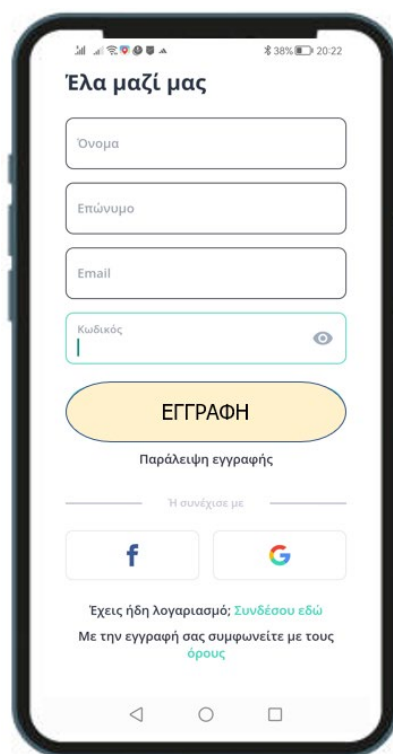 38% 20:22
Έλα μαζί μας
Όνομα
Επώνυμο
Email
Κωδικός
ΕΓΓΡΑΦΗ
Παράλειψη εγγραφής
Ή συνέχισε με
f G
Έχεις ήδη λογαριασμό; Συνδέσου εδώ
Με την εγγραφή σας συμφωνείτε με τους
όρους